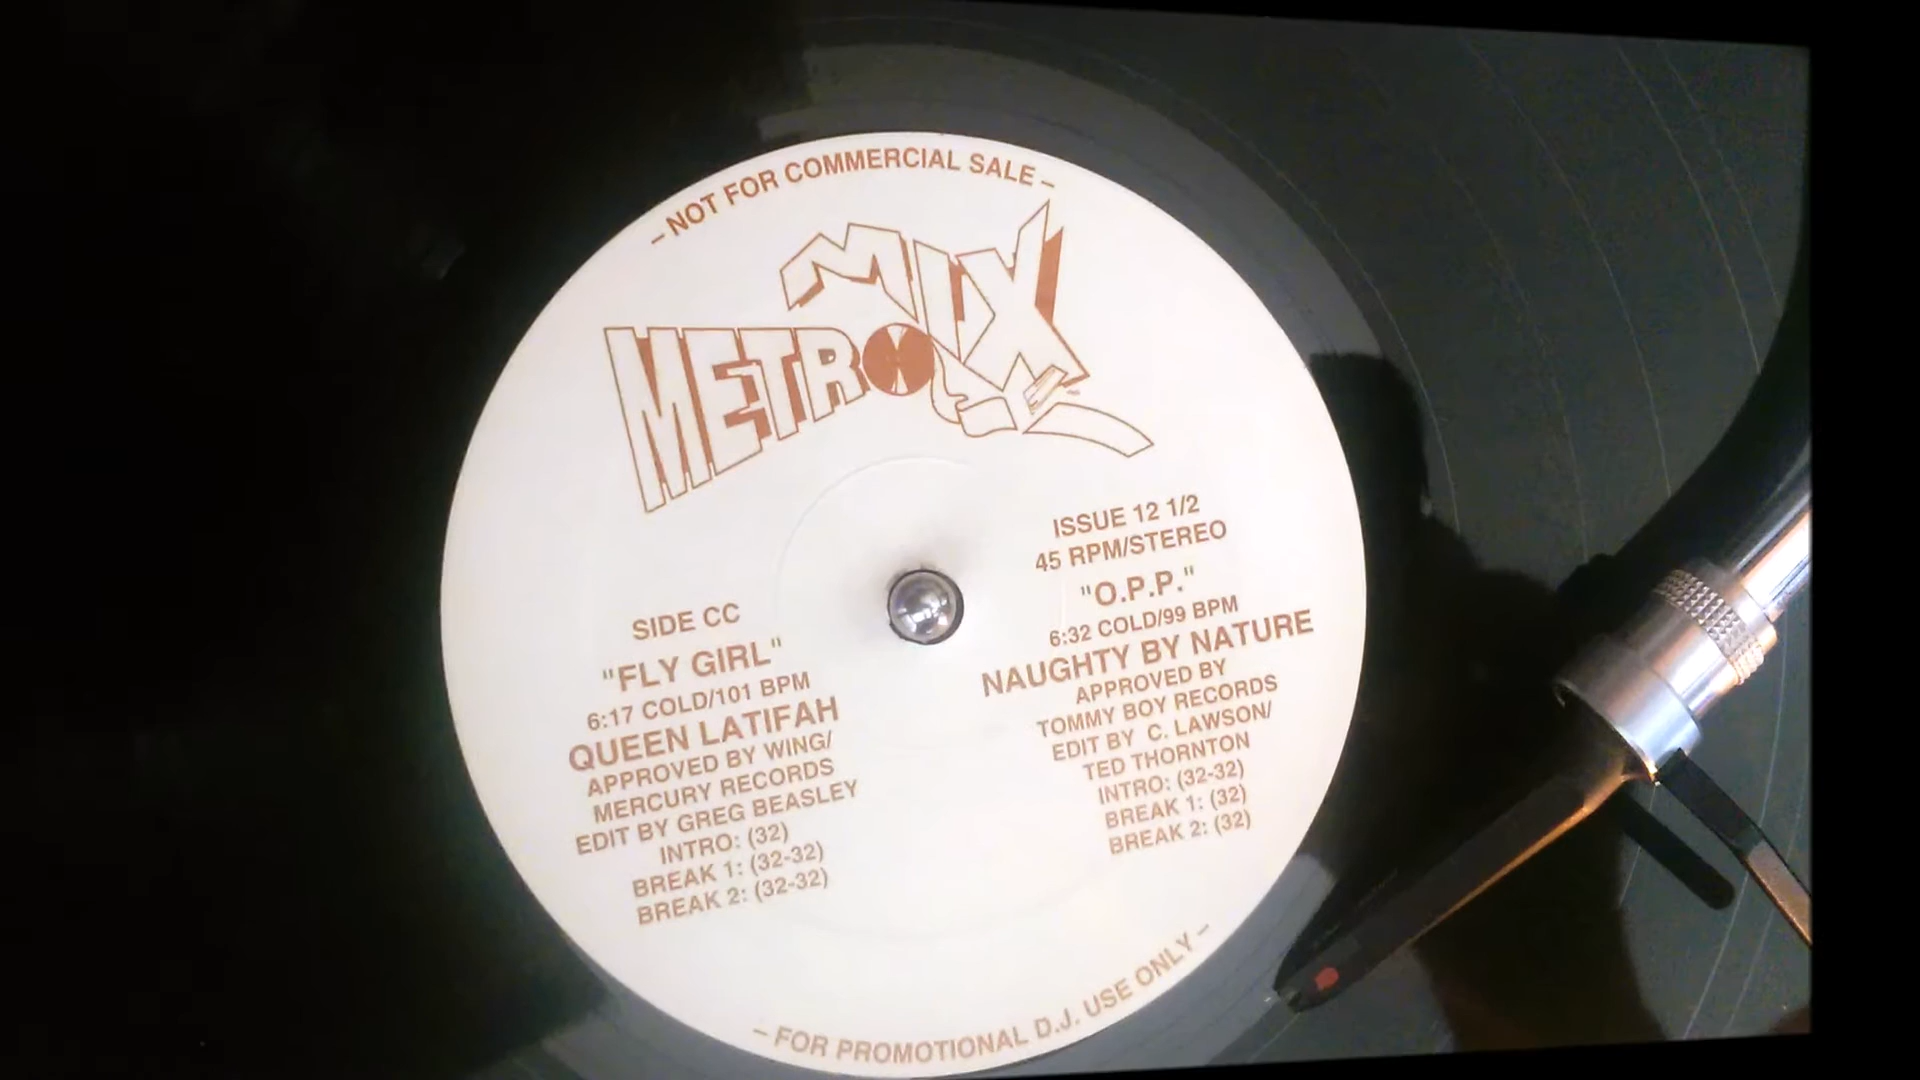 – NOT FOR COMMERCIAL SALE –
METRO MIX
ISSUE 12 1/2
45 RPM/STEREO
SIDE CC
"FLY GIRL"
6:17 COLD/101 BPM
QUEEN LATIFAH
APPROVED BY WING/
MERCURY RECORDS
EDIT BY GREG BEASLEY
INTRO: (32)
BREAK 1: (32-32)
BREAK 2: (32-32)
"O.P.P."
6:32 COLD/99 BPM
NAUGHTY BY NATURE
APPROVED BY
TOMMY BOY RECORDS
EDIT BY C. LAWSON/
TED THORNTON
INTRO: (32-32)
BREAK 1: (32)
BREAK 2: (32)
– FOR PROMOTIONAL D.J. USE ONLY –